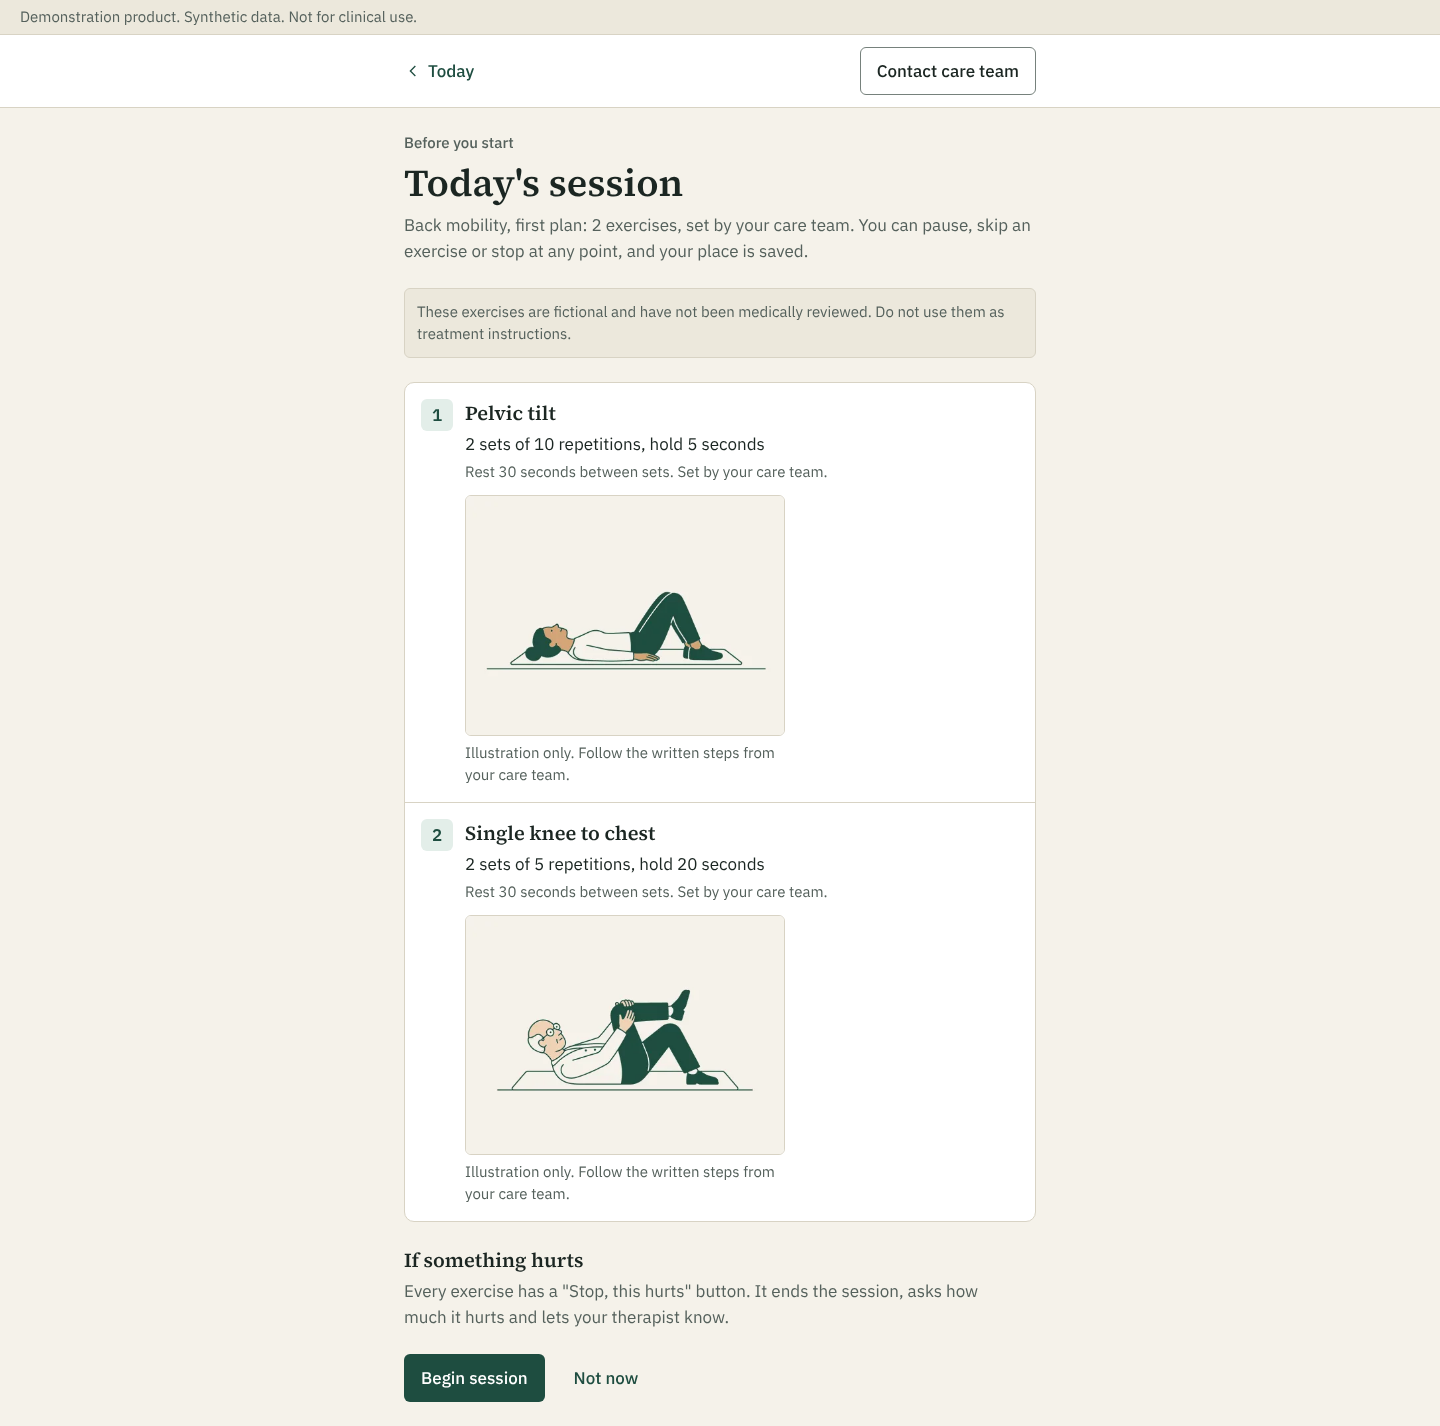 Demonstration product. Synthetic data. Not for clinical use.
Today
Contact care team
Before you start
Today's session
Back mobility, first plan: 2 exercises, set by your care team. You can pause, skip an
exercise or stop at any point, and your place is saved.
These exercises are fictional and have not been medically reviewed. Do not use them as
treatment instructions.
1
Pelvic tilt
2 sets of 10 repetitions, hold 5 seconds
Rest 30 seconds between sets. Set by your care team.
Illustration only. Follow the written steps from
your care team.
2
Single knee to chest
2 sets of 5 repetitions, hold 20 seconds
Rest 30 seconds between sets. Set by your care team.
Illustration only. Follow the written steps from
your care team.
If something hurts
Every exercise has a "Stop, this hurts" button. It ends the session, asks how
much it hurts and lets your therapist know.
Begin session
Not now